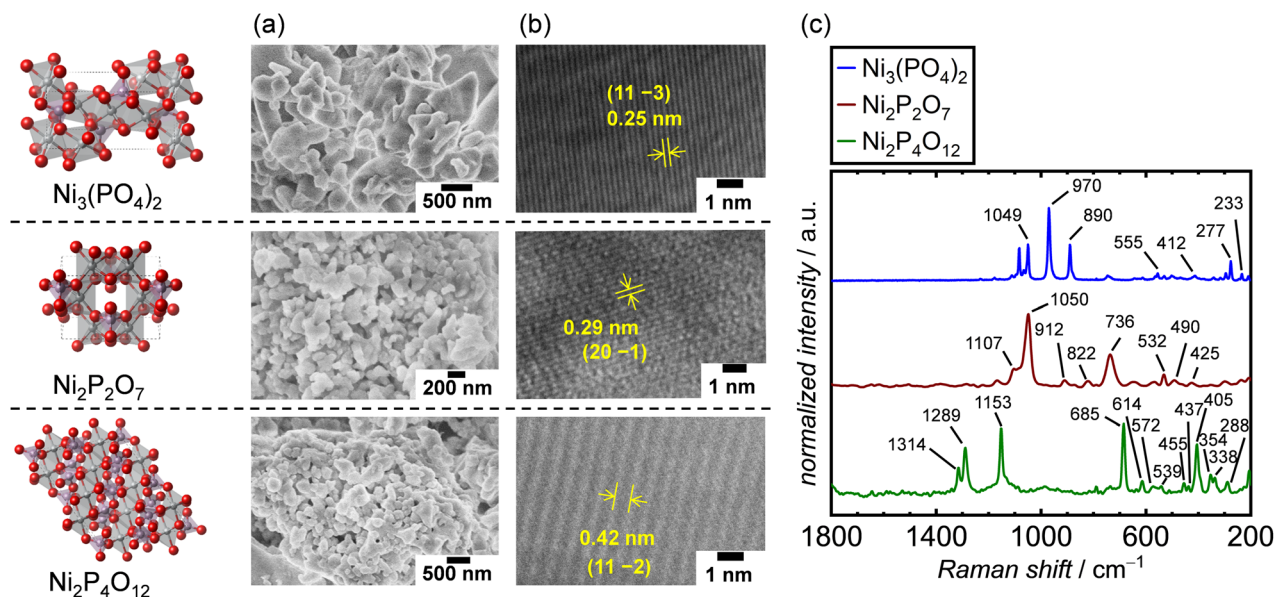 (a)
(b)
(c)
Ni₃(PO₄)₂
(11 −3)
0.25 nm
500 nm
1 nm
Ni₂P₂O₇
200 nm
0.29 nm
(20 −1)
1 nm
Ni₂P₄O₁₂
500 nm
0.42 nm
(11 −2)
1 nm
Ni₃(PO₄)₂
Ni₂P₂O₇
Ni₂P₄O₁₂
normalized intensity / a.u.
1049
970
890
555
412
277
233
1107
1050
912
822
736
532
490
425
1314
1289
1153
685
614
572
539
455
437
405
354
338
288
1800
1400
1000
600
200
Raman shift / cm⁻¹